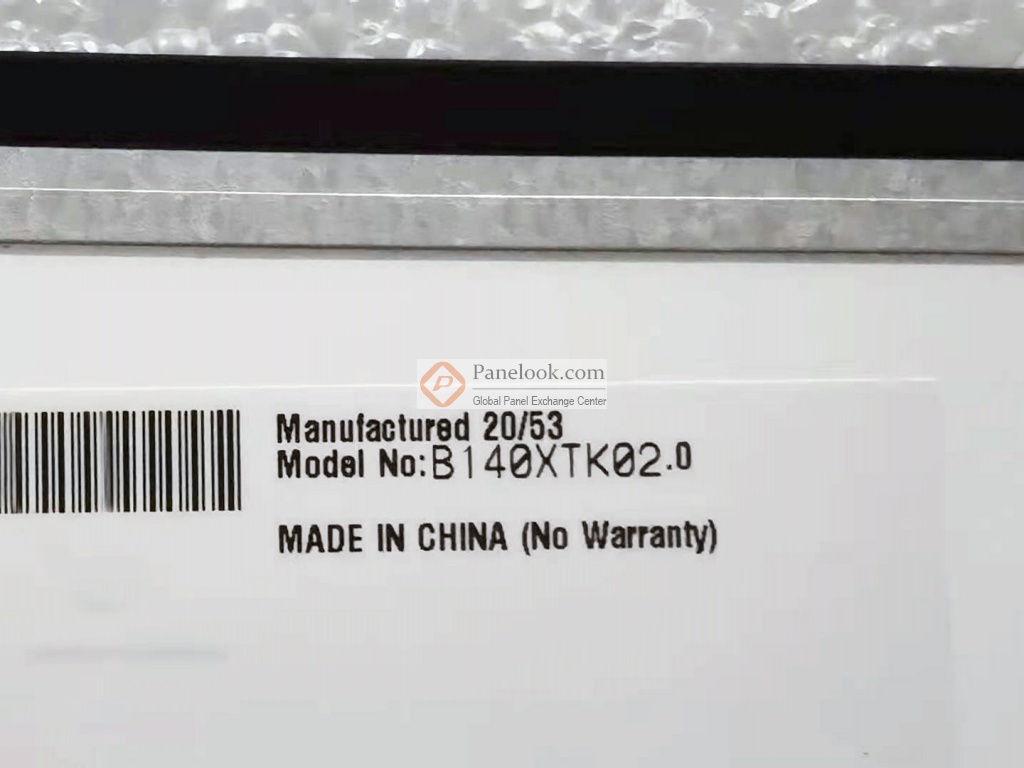 Panelook.com
Global Panel Exchange Center
Manufactured 20/53
Model No:B140XTK02.0
MADE IN CHINA (No Warranty)